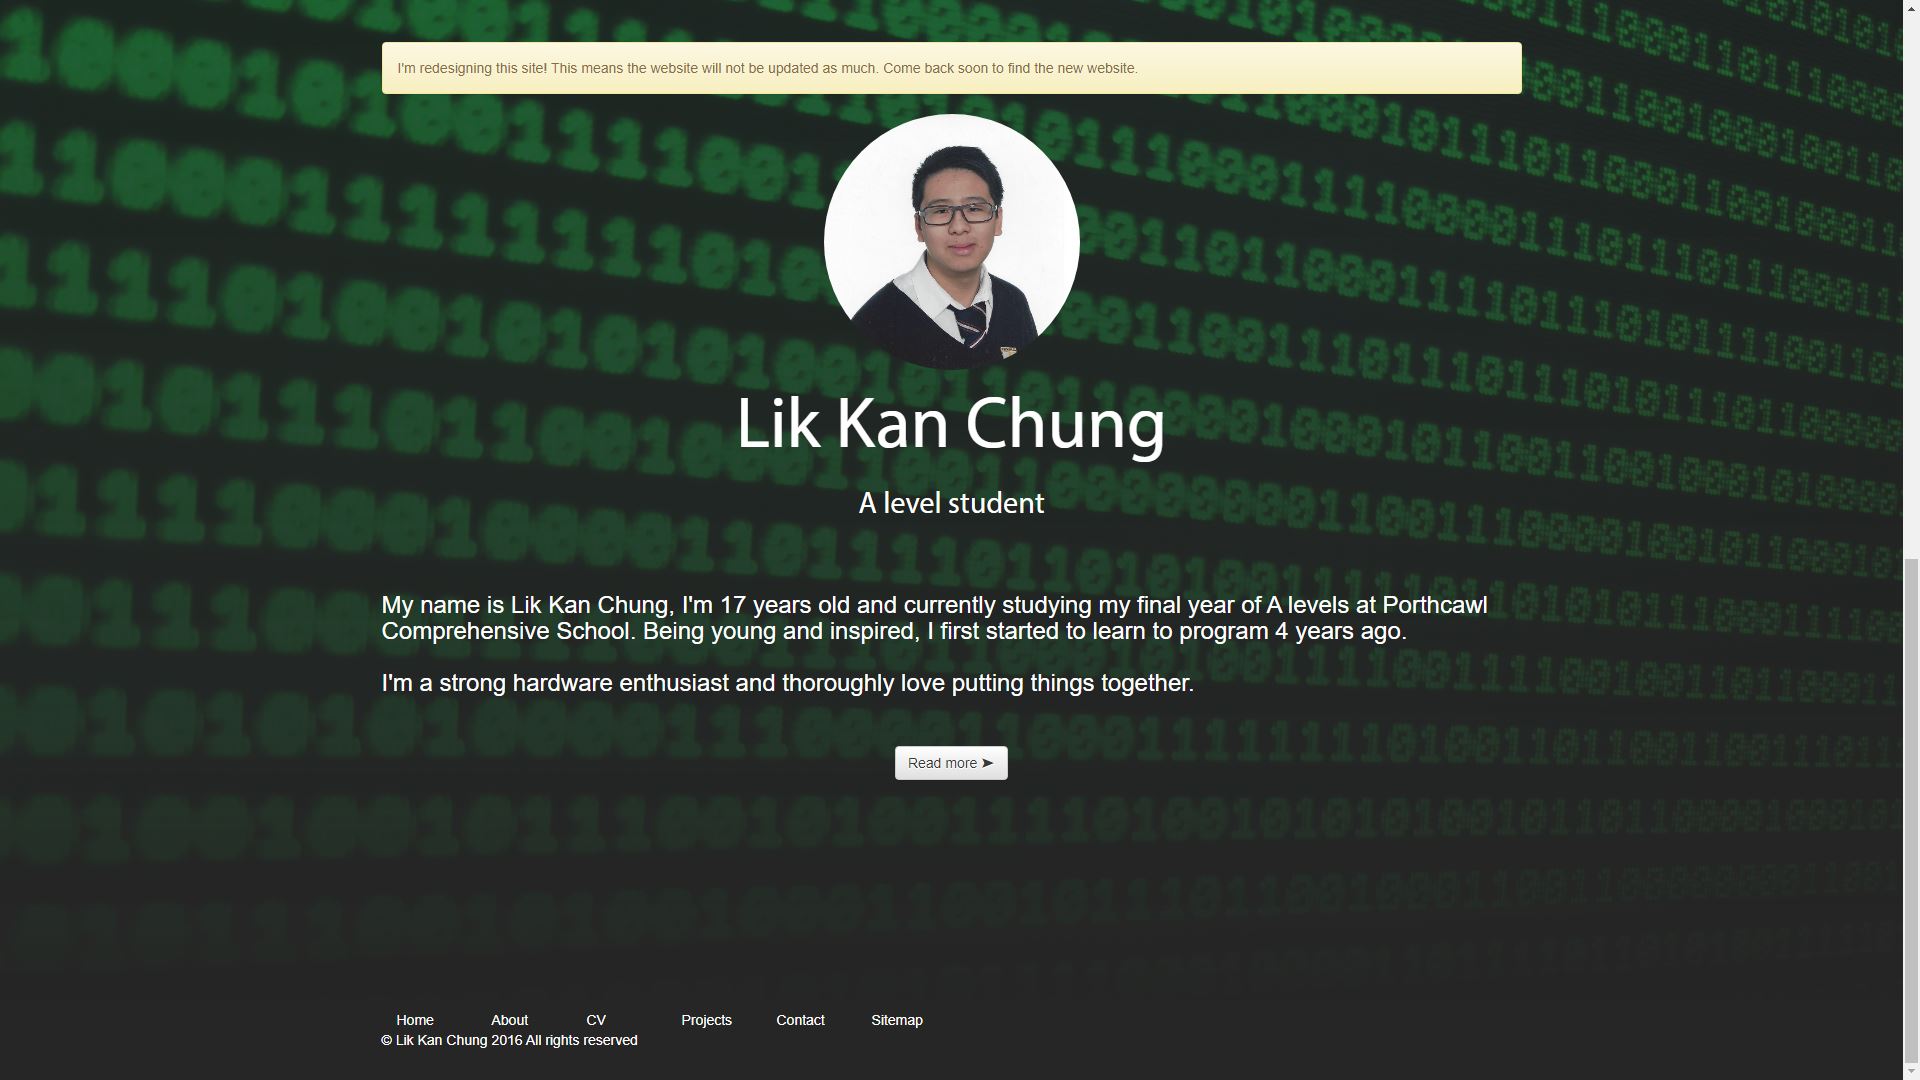 I'm redesigning this site! This means the website will not be updated as much. Come back soon to find the new website.
Lik Kan Chung
A level student
My name is Lik Kan Chung, I'm 17 years old and currently studying my final year of A levels at Porthcawl
Comprehensive School. Being young and inspired, I first started to learn to program 4 years ago.
I'm a strong hardware enthusiast and thoroughly love putting things together.
Read more ➤
Home About CV Projects Contact Sitemap
© Lik Kan Chung 2016 All rights reserved